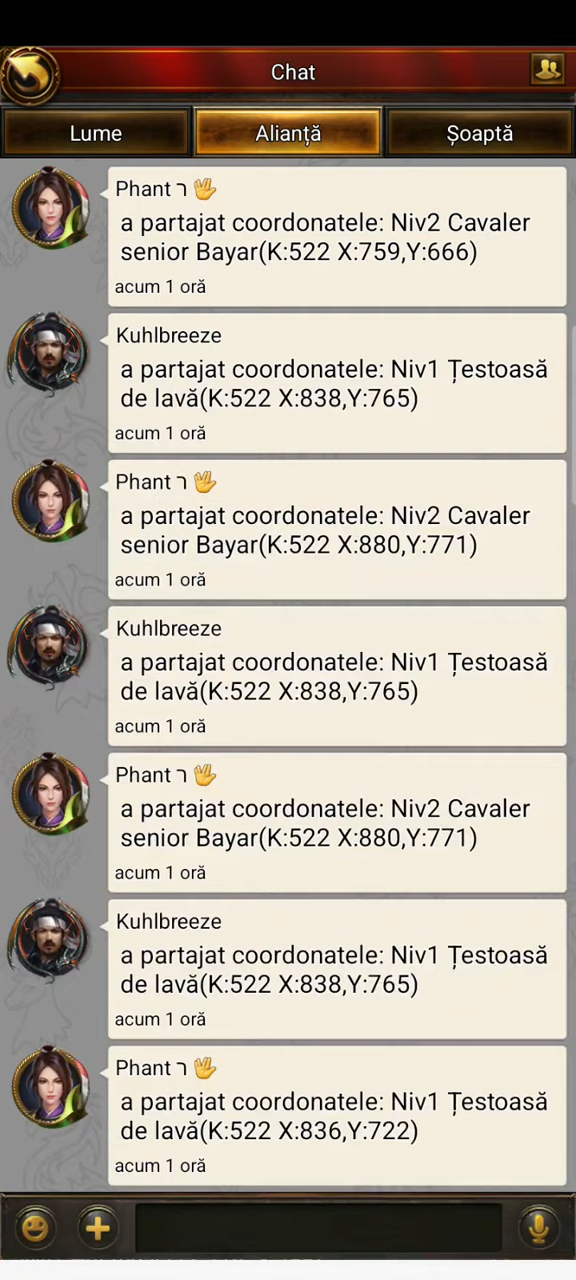 Chat
Lume
Alianță
Șoaptă
Phant ך 🖖
a partajat coordonatele: Niv2 Cavaler
senior Bayar(K:522 X:759,Y:666)
acum 1 oră
Kuhlbreeze
a partajat coordonatele: Niv1 Țestoasă
de lavă(K:522 X:838,Y:765)
acum 1 oră
Phant ך 🖖
a partajat coordonatele: Niv2 Cavaler
senior Bayar(K:522 X:880,Y:771)
acum 1 oră
Kuhlbreeze
a partajat coordonatele: Niv1 Țestoasă
de lavă(K:522 X:838,Y:765)
acum 1 oră
Phant ך 🖖
a partajat coordonatele: Niv2 Cavaler
senior Bayar(K:522 X:880,Y:771)
acum 1 oră
Kuhlbreeze
a partajat coordonatele: Niv1 Țestoasă
de lavă(K:522 X:838,Y:765)
acum 1 oră
Phant ך 🖖
a partajat coordonatele: Niv1 Țestoasă
de lavă(K:522 X:836,Y:722)
acum 1 oră